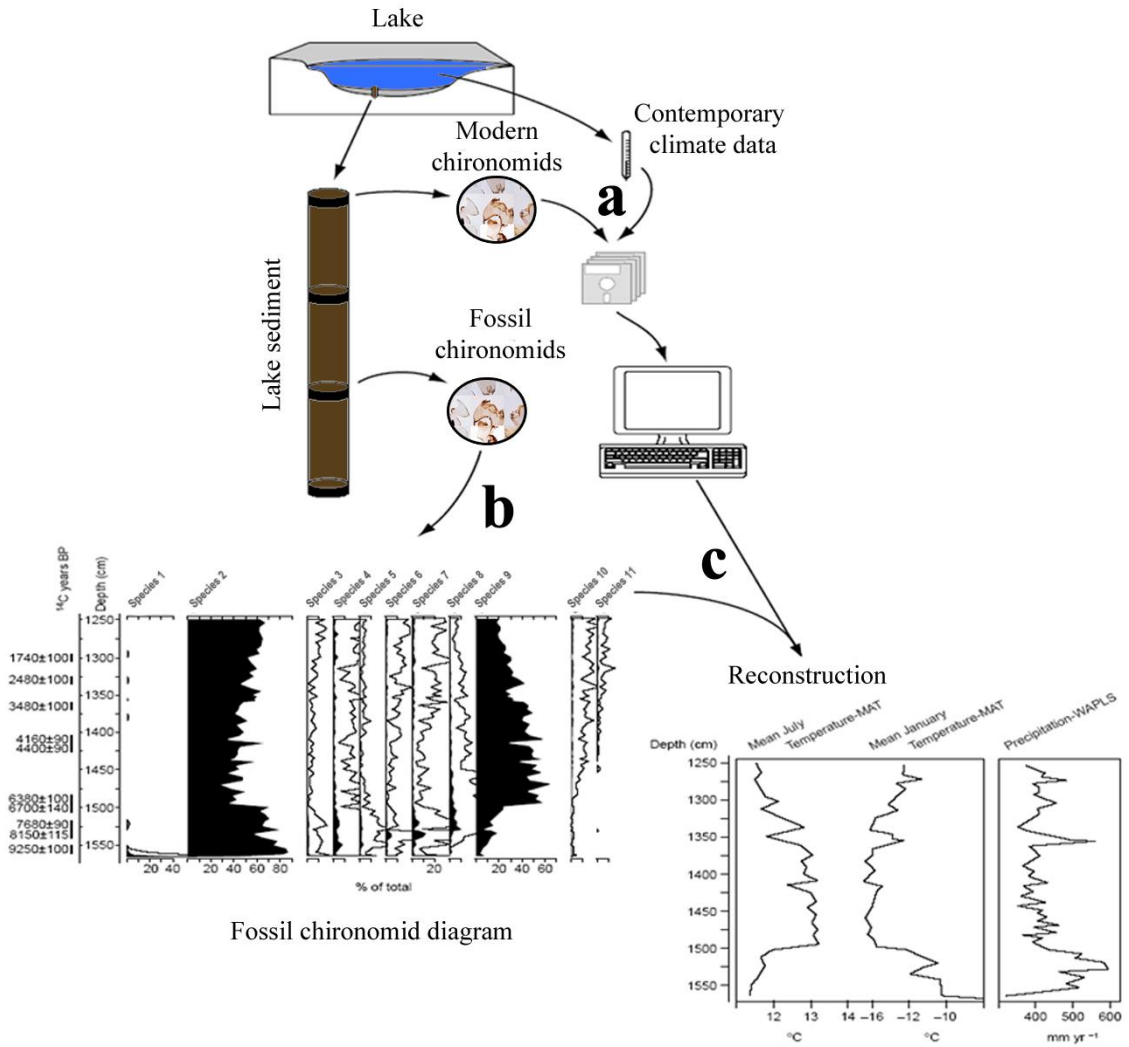 Lake
Contemporary
climate data
Modern
chironomids
a
Lake sediment
Fossil
chironomids
b
c
¹⁴C years BP
Depth (cm)
Species 1
Species 2
Species 3
Species 4
Species 5
Species 6
Species 7
Species 8
Species 9
Species 10
Species 11
1250
1740±100
1300
2480±100
1350
3480±100
1400
4160±90
4400±90
1450
6380±100
1500
6700±140
7680±90
8150±115
9250±100
1550
20 40 20 40 60 80 20 20 40 60
% of total
Fossil chironomid diagram
Reconstruction
Mean July
Temperature-MAT
Mean January
Temperature-MAT
Precipitation-WAPLS
Depth (cm)
1250
1300
1350
1400
1450
1500
1550
12 13 14 –16 –12 –10 400 500 600
°C °C mm yr ⁻¹